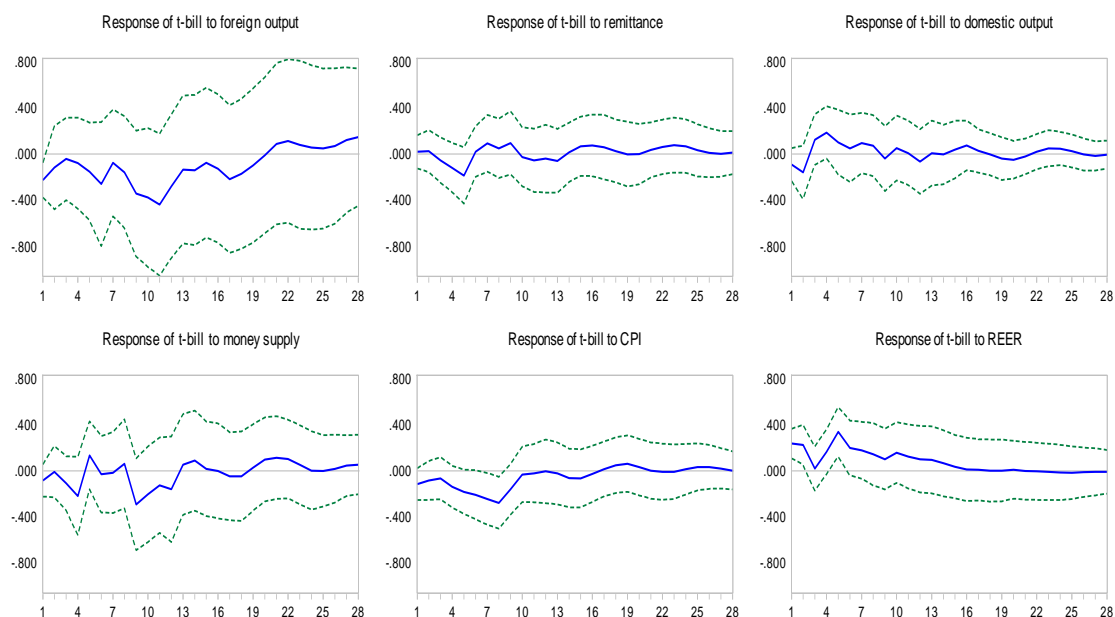 Response of t-bill to foreign output
.800
.400
.000
-.400
-.800
1 4 7 10 13 16 19 22 25 28
Response of t-bill to remittance
.800
.400
.000
-.400
-.800
1 4 7 10 13 16 19 22 25 28
Response of t-bill to domestic output
.800
.400
.000
-.400
-.800
1 4 7 10 13 16 19 22 25 28
Response of t-bill to money supply
.800
.400
.000
-.400
-.800
1 4 7 10 13 16 19 22 25 28
Response of t-bill to CPI
.800
.400
.000
-.400
-.800
1 4 7 10 13 16 19 22 25 28
Response of t-bill to REER
.800
.400
.000
-.400
-.800
1 4 7 10 13 16 19 22 25 28